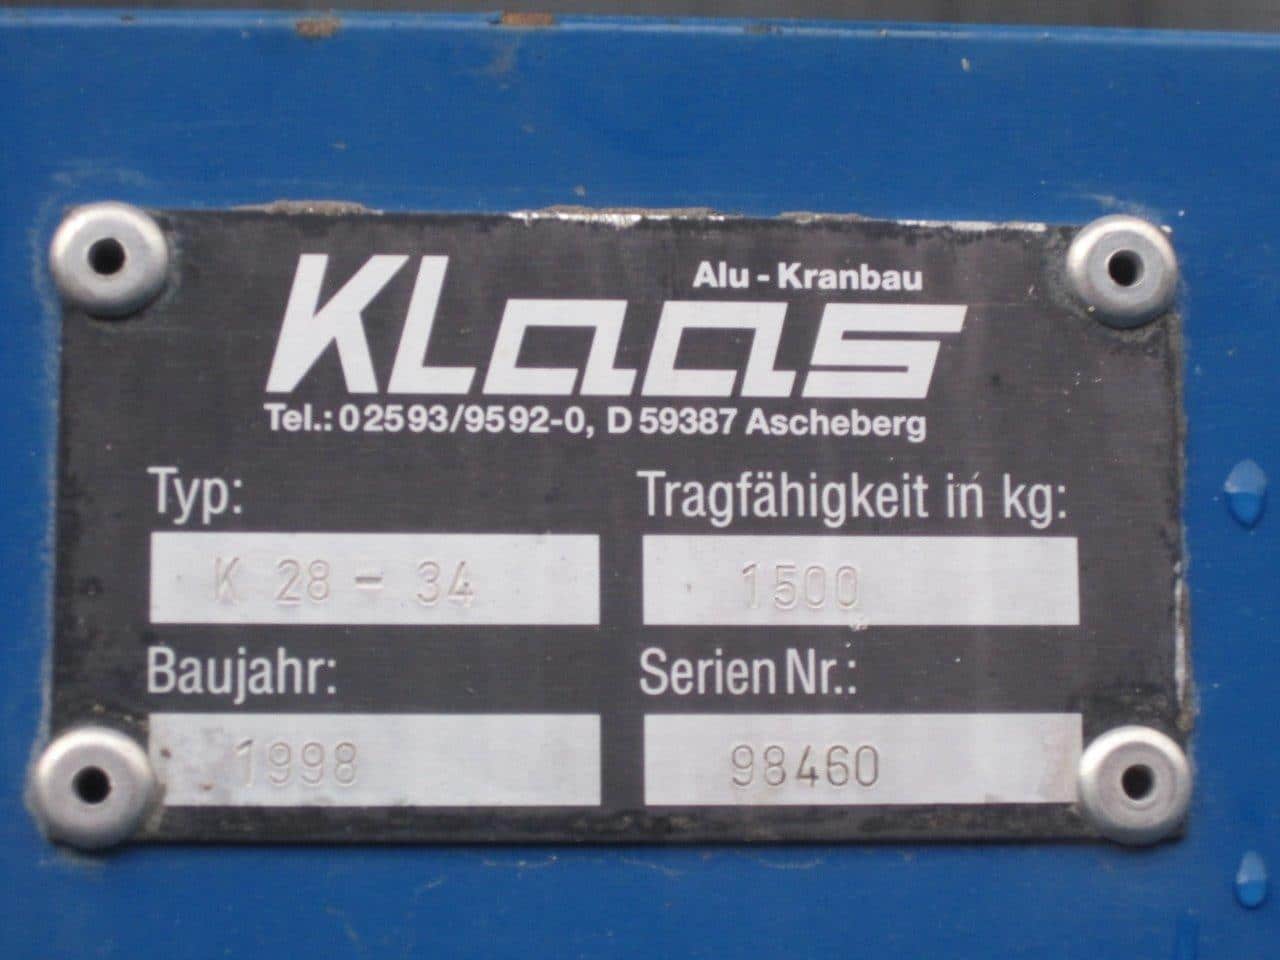 Alu - Kranbau
KLaas
Tel.: 02593/9592-0, D 59387 Ascheberg
Typ: Tragfähigkeit in kg:
K 28 - 34 1500
Baujahr: Serien Nr.:
1998 98460